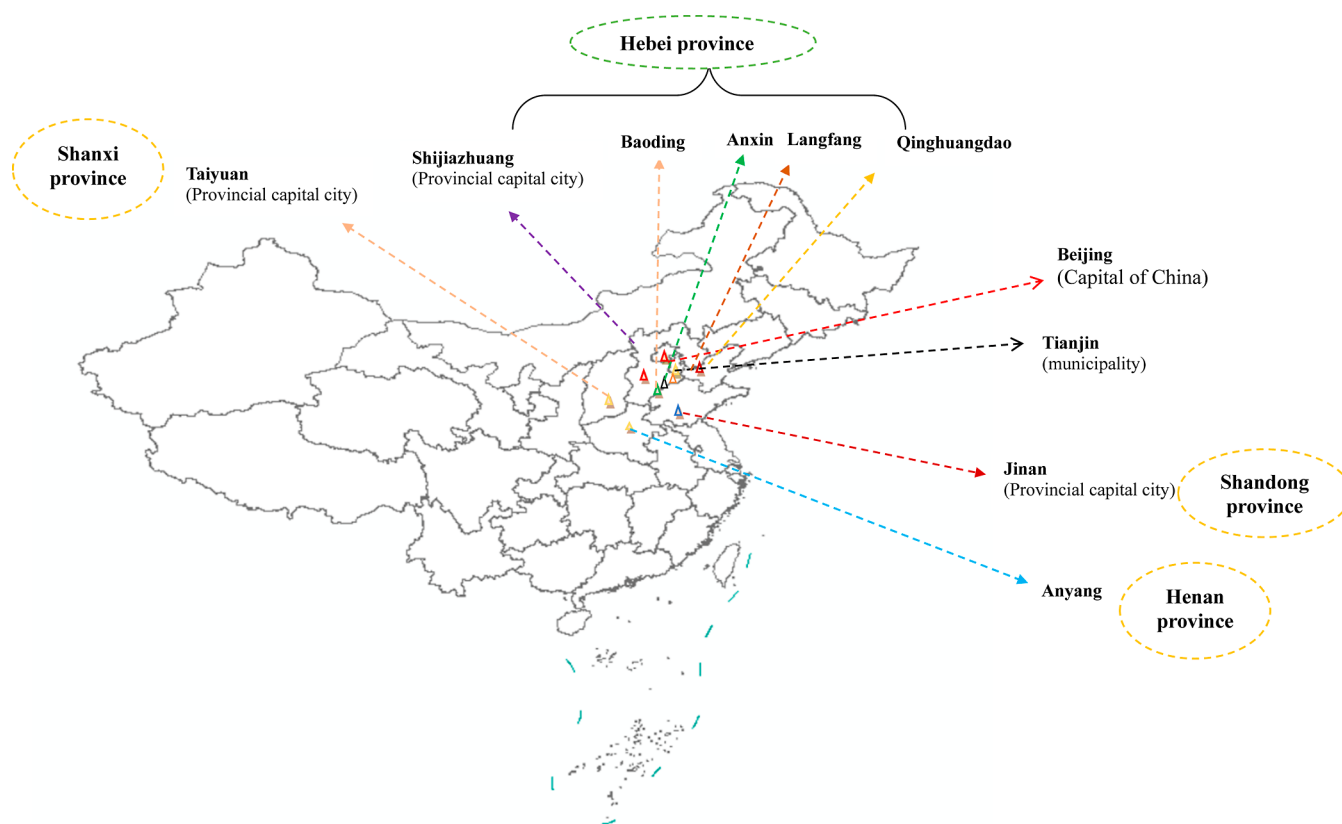 Hebei province
Shanxi
province
Taiyuan
(Provincial capital city)
Shijiazhuang
(Provincial capital city)
Baoding
Anxin
Langfang
Qinghuangdao
Beijing
(Capital of China)
Tianjin
(municipality)
Jinan
(Provincial capital city)
Shandong
province
Anyang
Henan
province